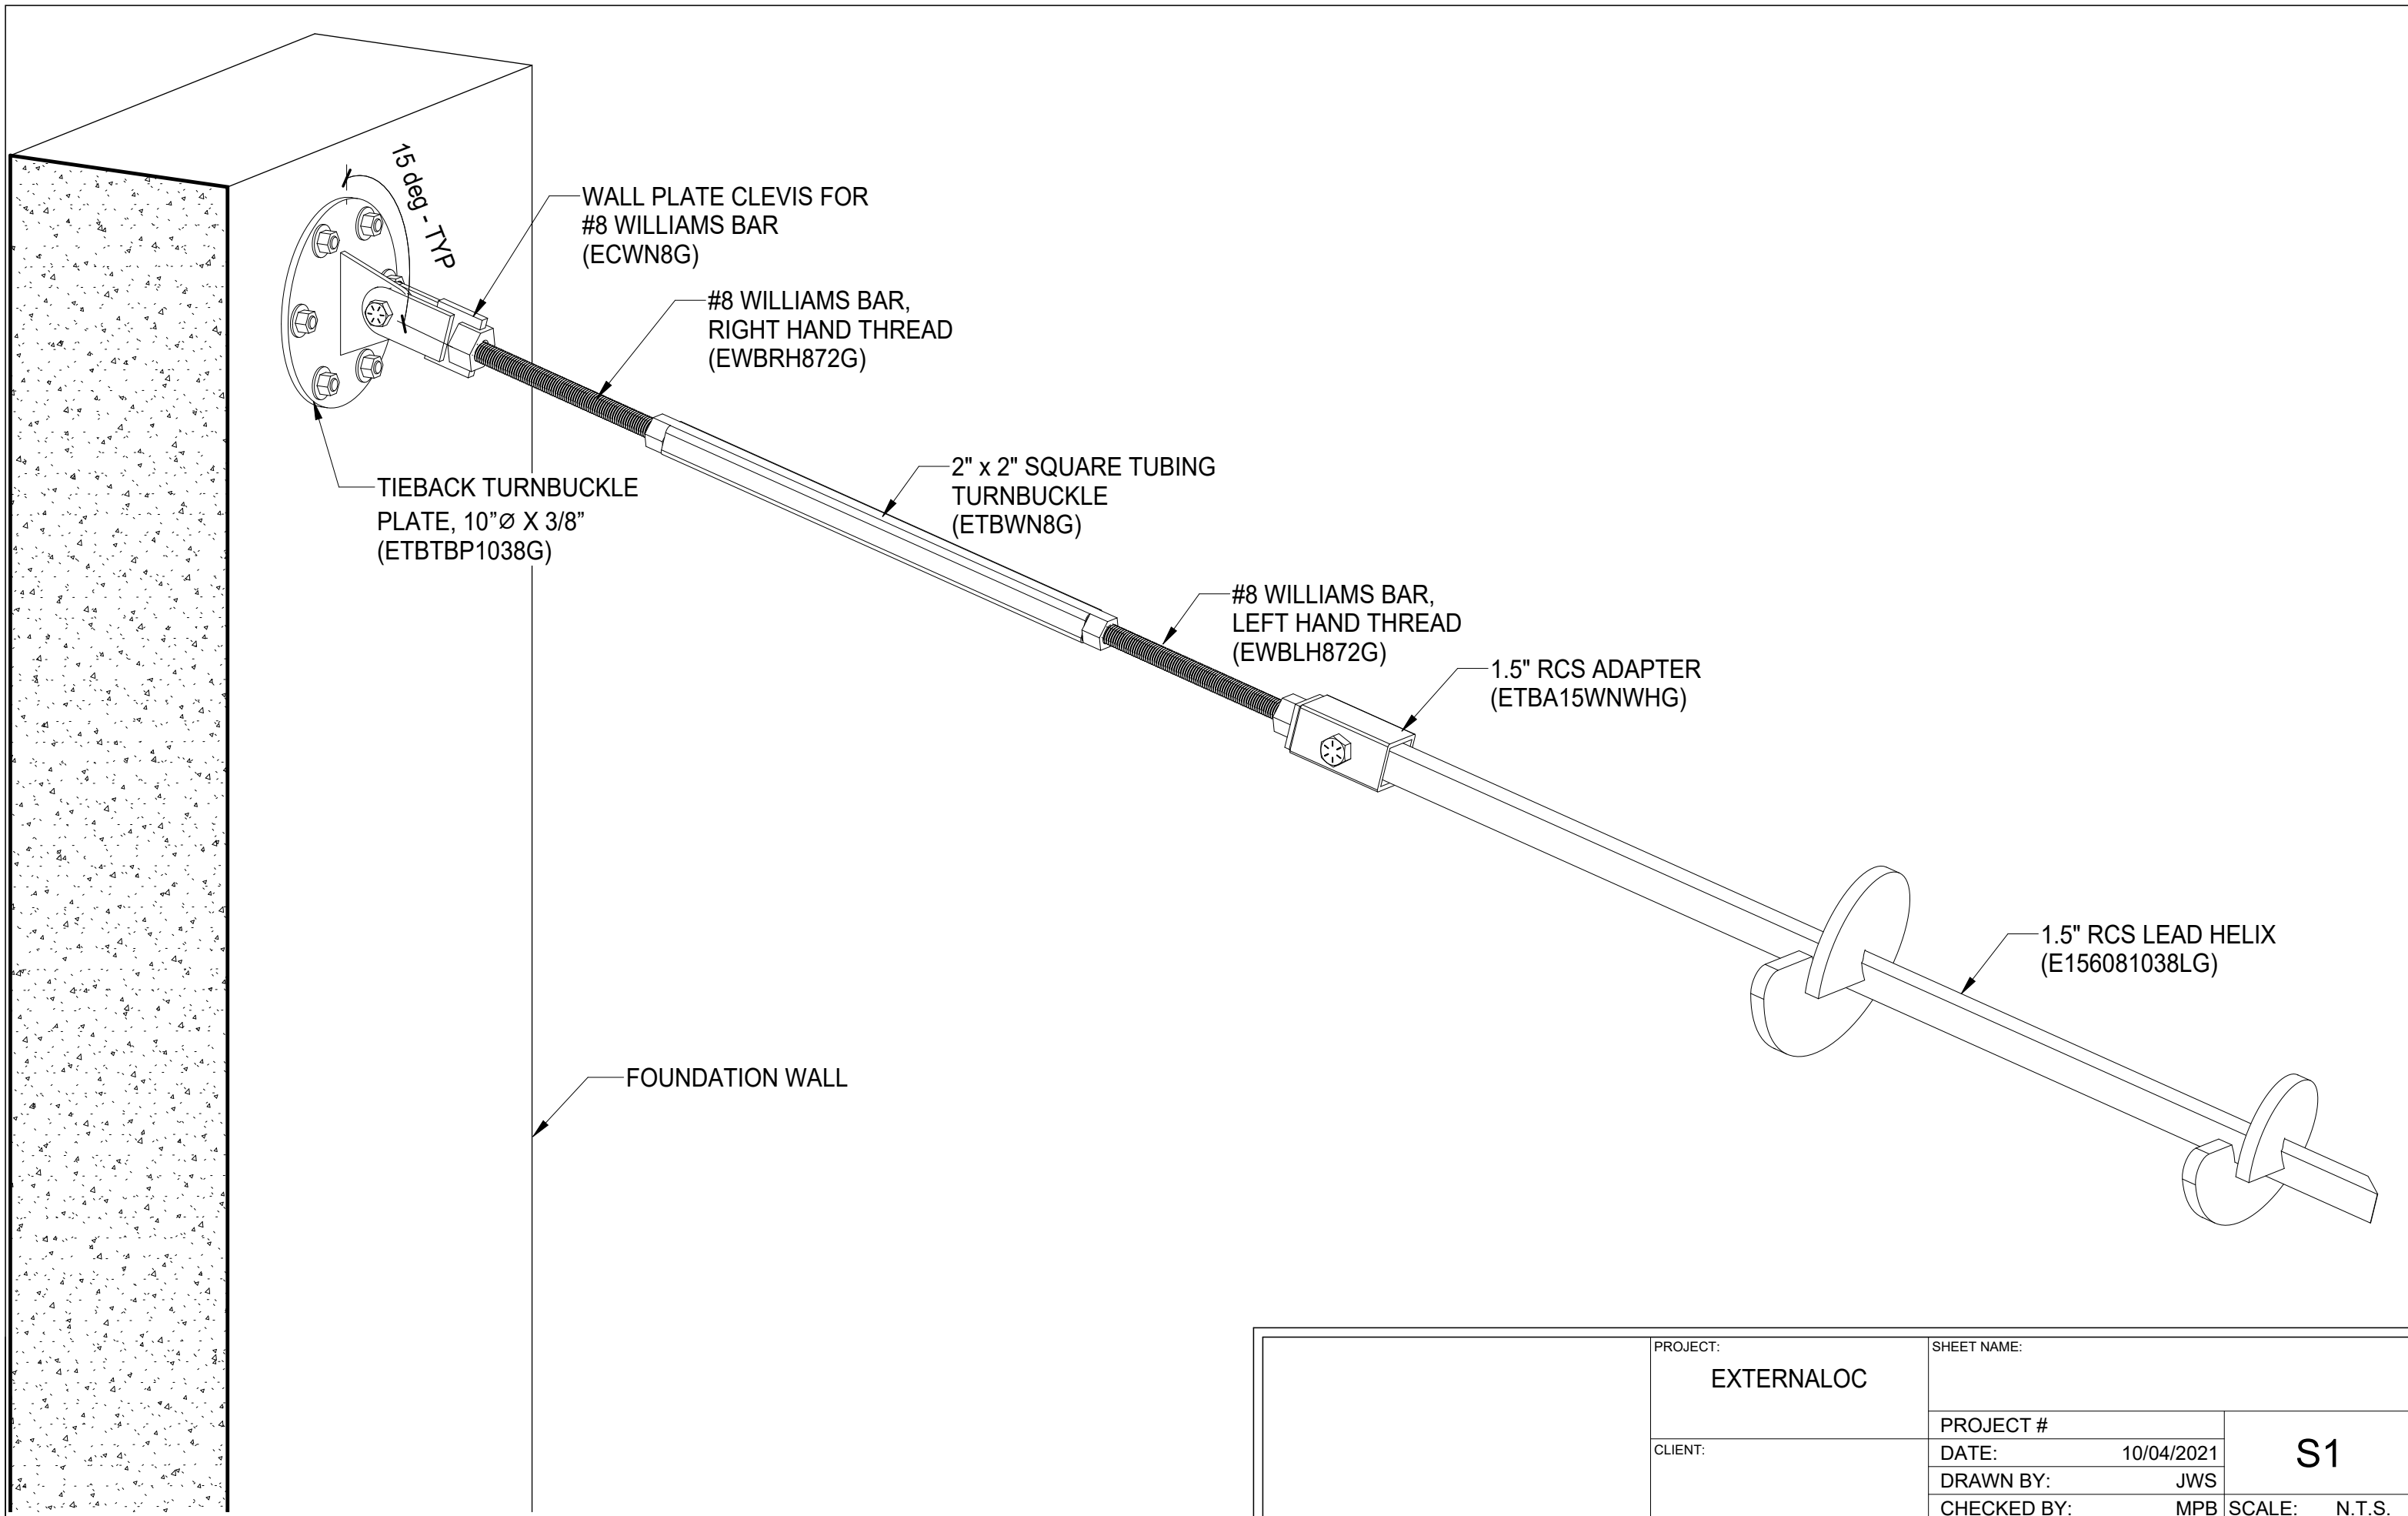 15 deg - TYP
WALL PLATE CLEVIS FOR
#8 WILLIAMS BAR
(ECWN8G)
#8 WILLIAMS BAR,
RIGHT HAND THREAD
(EWBRH872G)
TIEBACK TURNBUCKLE
PLATE, 10”Ø X 3/8”
(ETBTBP1038G)
2" x 2" SQUARE TUBING
TURNBUCKLE
(ETBWN8G)
#8 WILLIAMS BAR,
LEFT HAND THREAD
(EWBLH872G)
1.5" RCS ADAPTER
(ETBA15WNWHG)
1.5" RCS LEAD HELIX
(E156081038LG)
FOUNDATION WALL
PROJECT:
EXTERNALOC
CLIENT:
SHEET NAME:
PROJECT #
DATE: 10/04/2021
DRAWN BY: JWS
CHECKED BY: MPB
S1
SCALE: N.T.S.